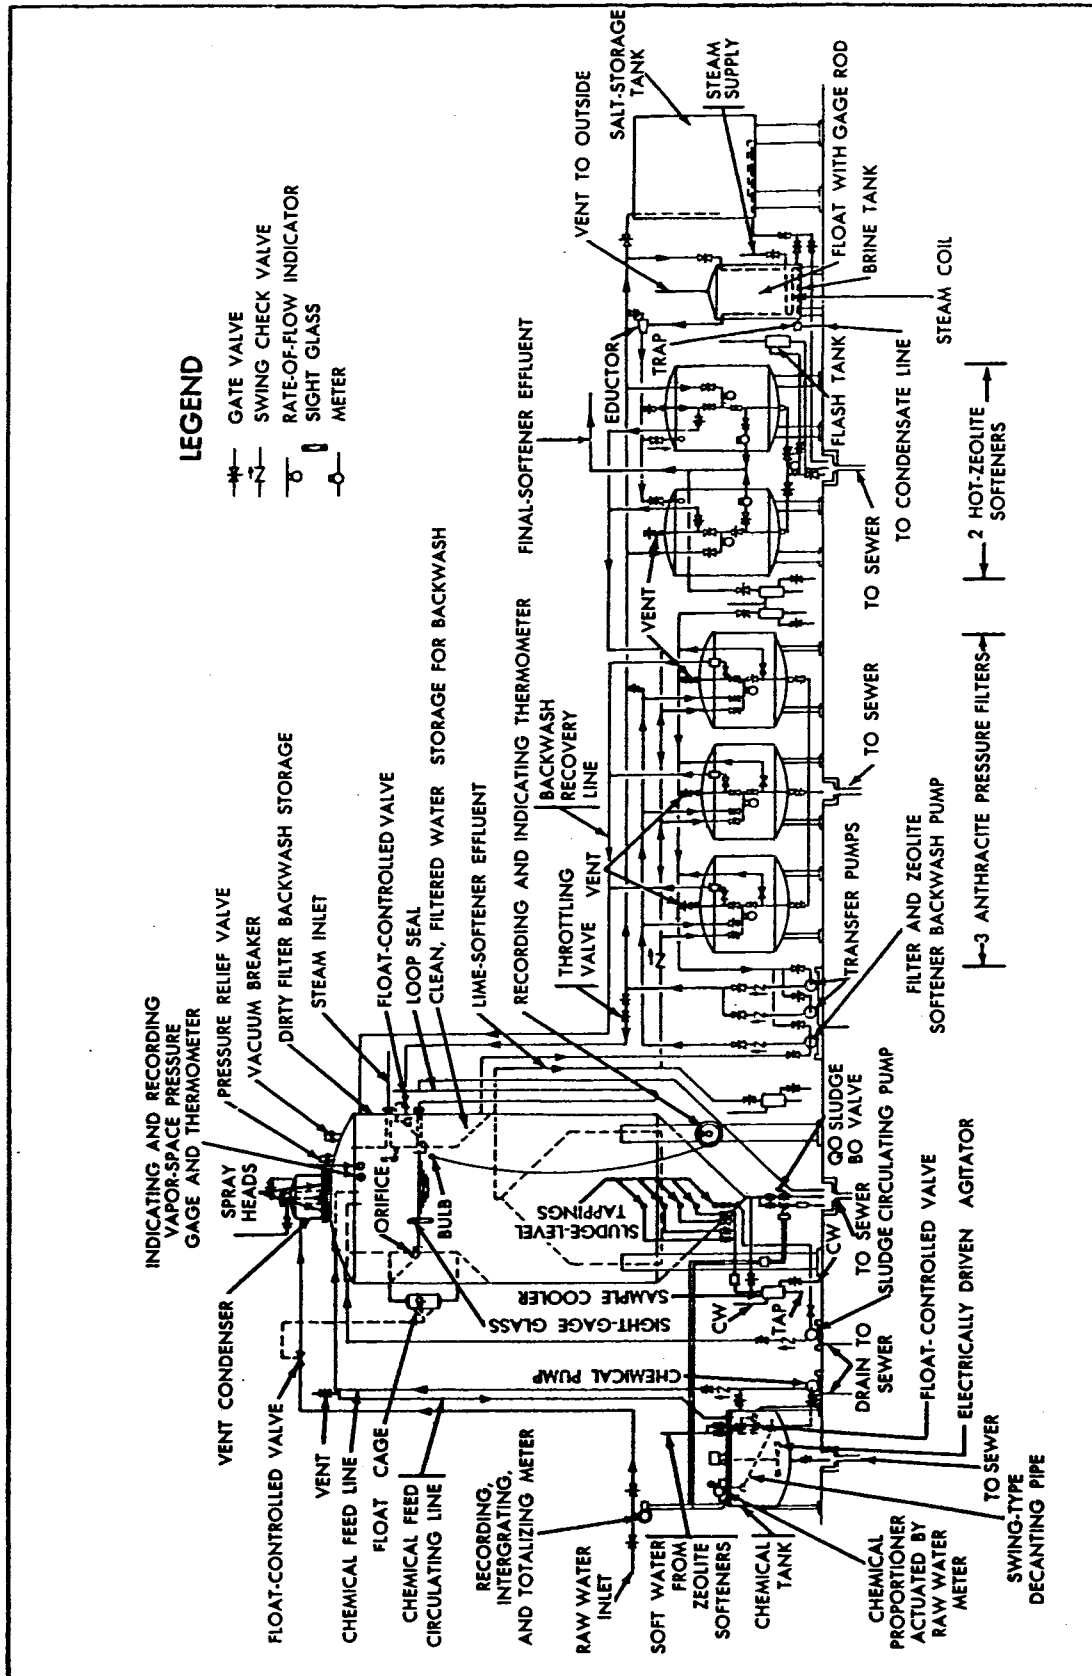 LEGEND
GATE VALVE
SWING CHECK VALVE
RATE-OF-FLOW INDICATOR
SIGHT GLASS
METER
INDICATING AND RECORDING
VAPOR-SPACE PRESSURE
GAGE AND THERMOMETER
SPRAY
HEADS
PRESSURE RELIEF VALVE
VACUUM BREAKER
DIRTY FILTER BACKWASH STORAGE
STEAM INLET
FLOAT-CONTROLLED VALVE
LOOP SEAL
CLEAN, FILTERED WATER STORAGE FOR BACKWASH
LIME-SOFTENER EFFLUENT
RECORDING AND INDICATING THERMOMETER
BACKWASH
RECOVERY
LINE
THROTTLING
VALVE
VENT
FINAL-SOFTENER EFFLUENT
VENT
EDUCTOR
VENT TO OUTSIDE
SALT-STORAGE
TANK
STEAM
SUPPLY
TRAP
FLOAT WITH GAGE ROD
BRINE TANK
STEAM COIL
FLASH TANK
TO CONDENSATE LINE
TO SEWER
2 HOT-ZEOLITE
SOFTENERS
TO SEWER
3 ANTHRACITE PRESSURE FILTERS
TRANSFER PUMPS
FILTER AND ZEOLITE
SOFTENER BACKWASH PUMP
VENT CONDENSER
FLOAT-CONTROLLED VALVE
VENT
CHEMICAL FEED LINE
FLOAT CAGE
CHEMICAL FEED
CIRCULATING LINE
RECORDING,
INTERGRATING,
AND TOTALIZING METER
RAW WATER
INLET
SOFT WATER
FROM
ZEOLITE
SOFTENERS
CHEMICAL
TANK
CHEMICAL
PROPORTIONER
ACTUATED BY
RAW WATER
METER
SWING-TYPE
DECANTING PIPE
TO SEWER
ELECTRICALLY DRIVEN AGITATOR
FLOAT-CONTROLLED VALVE
DRAIN TO
SEWER
SLUDGE CIRCULATING PUMP
CW
TO SEWER
QO SLUDGE
BO VALVE
CHEMICAL PUMP
CW
TAP
SAMPLE COOLER
SIGHT-GAGE GLASS
SLUDGE-LEVEL
TAPPINGS
ORIFICE
BULB